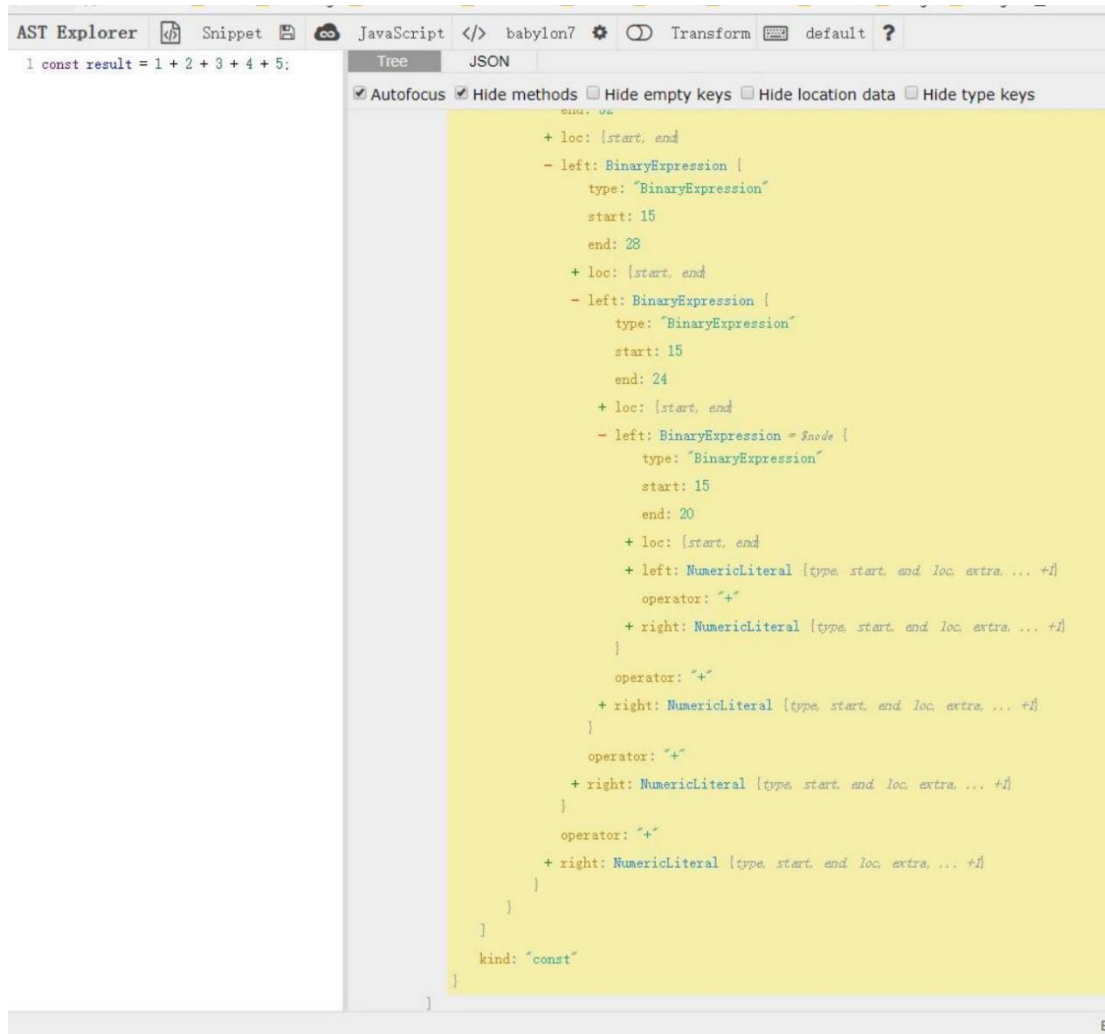 AST Explorer Snippet JavaScript </> babylon7 Transform default ?
1 const result = 1 + 2 + 3 + 4 + 5;
Tree JSON
Autofocus Hide methods Hide empty keys Hide location data Hide type keys
end: 32
+ loc: {start, end}
- left: BinaryExpression {
type: "BinaryExpression"
start: 15
end: 28
+ loc: {start, end}
- left: BinaryExpression {
type: "BinaryExpression"
start: 15
end: 24
+ loc: {start, end}
- left: BinaryExpression = $node {
type: "BinaryExpression"
start: 15
end: 20
+ loc: {start, end}
+ left: NumericLiteral {type, start, end, loc, extra, ... +1}
operator: "+"
+ right: NumericLiteral {type, start, end, loc, extra, ... +1}
}
operator: "+"
+ right: NumericLiteral {type, start, end, loc, extra, ... +1}
}
operator: "+"
+ right: NumericLiteral {type, start, end, loc, extra, ... +1}
}
operator: "+"
+ right: NumericLiteral {type, start, end, loc, extra, ... +1}
}
}
]
kind: "const"
}
]